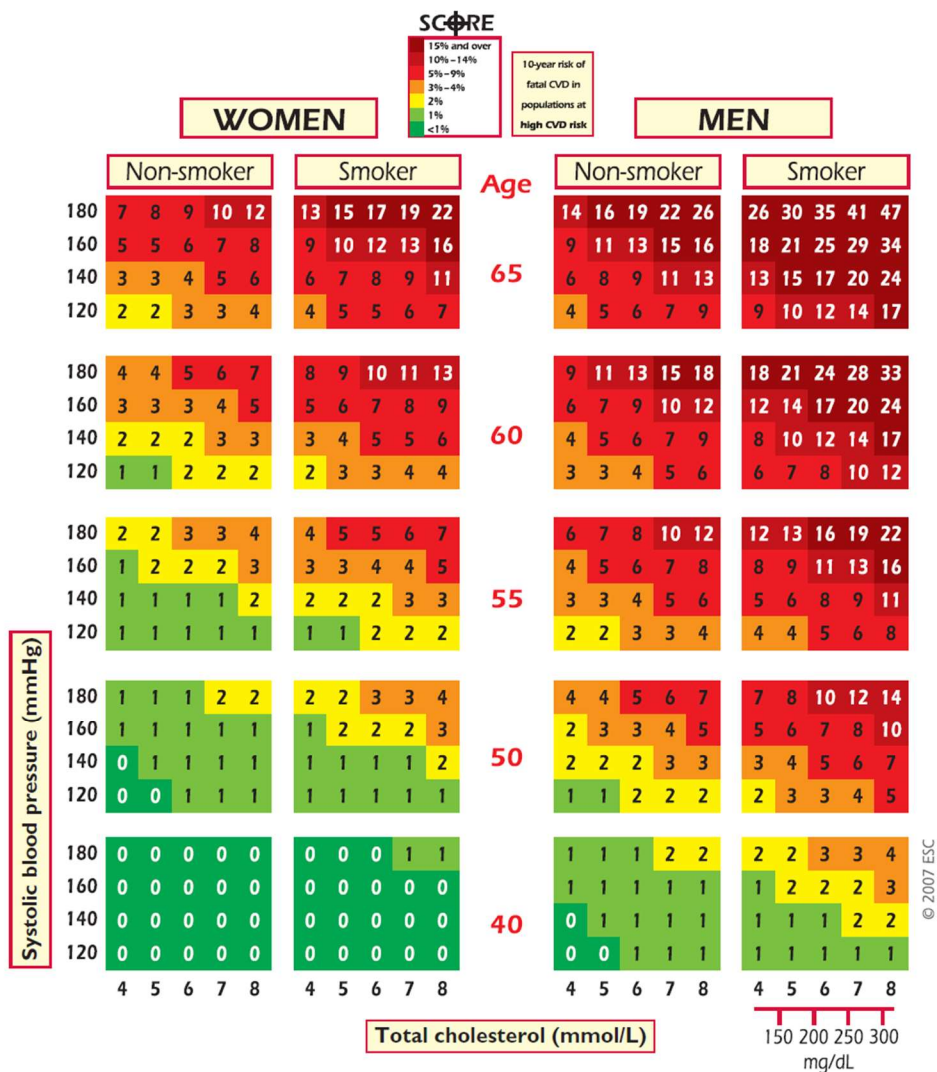 SCORE
15% and over
10%–14%
5%–9%
3%–4%
2%
1%
<1%
10-year risk of
fatal CVD in
populations at
high CVD risk
WOMEN
MEN
Non-smoker Smoker Age Non-smoker Smoker
180 7 8 9 10 12 13 15 17 19 22 14 16 19 22 26 26 30 35 41 47
160 5 5 6 7 8 9 10 12 13 16 9 11 13 15 16 18 21 25 29 34
65
140 3 3 4 5 6 6 7 8 9 11 6 8 9 11 13 13 15 17 20 24
120 2 2 3 3 4 4 5 5 6 7 4 5 6 7 9 9 10 12 14 17
180 4 4 5 6 7 8 9 10 11 13 9 11 13 15 18 18 21 24 28 33
160 3 3 3 4 5 5 6 7 8 9 6 7 9 10 12 12 14 17 20 24
60
140 2 2 2 3 3 3 4 5 5 6 4 5 6 7 9 8 10 12 14 17
120 1 1 2 2 2 2 3 3 4 4 3 3 4 5 6 6 7 8 10 12
180 2 2 3 3 4 4 5 5 6 7 6 7 8 10 12 12 13 16 19 22
160 1 2 2 2 3 3 3 4 4 5 4 5 6 7 8 8 9 11 13 16
55
140 1 1 1 1 2 2 2 2 3 3 3 3 4 5 6 5 6 8 9 11
120 1 1 1 1 1 1 1 2 2 2 2 2 3 3 4 4 4 5 6 8
180 1 1 1 2 2 2 2 3 3 4 4 4 5 6 7 7 8 10 12 14
160 1 1 1 1 1 1 2 2 2 3 2 3 3 4 5 5 6 7 8 10
50
140 0 1 1 1 1 1 1 1 1 2 2 2 2 3 3 3 4 5 6 7
120 0 0 1 1 1 1 1 1 1 1 1 1 2 2 2 2 3 3 4 5
180 0 0 0 0 0 0 0 0 1 1 1 1 1 2 2 2 2 3 3 4
160 0 0 0 0 0 0 0 0 0 0 1 1 1 1 1 1 2 2 2 3
40
140 0 0 0 0 0 0 0 0 0 0 0 1 1 1 1 1 1 1 2 2
120 0 0 0 0 0 0 0 0 0 0 0 0 1 1 1 1 1 1 1 1
4 5 6 7 8 4 5 6 7 8 4 5 6 7 8 4 5 6 7 8
Systolic blood pressure (mmHg)
Total cholesterol (mmol/L)
150 200 250 300
mg/dL
© 2007 ESC